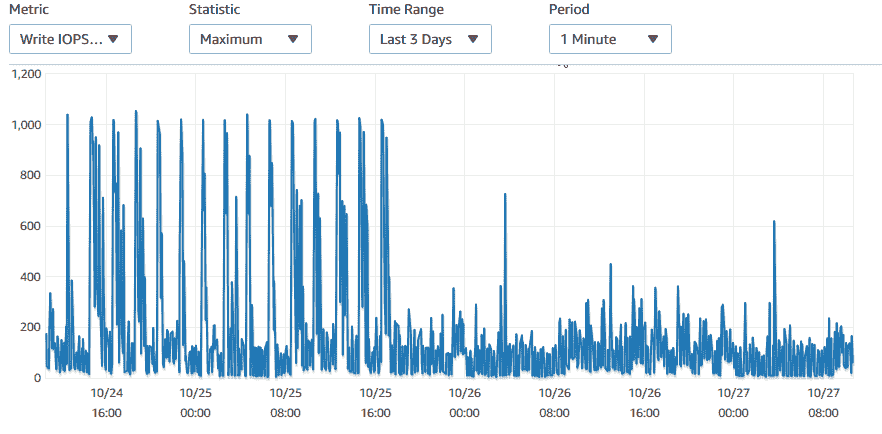 Metric Statistic Time Range Period
Write IOPS... Maximum Last 3 Days 1 Minute
1,200
1,000
800
600
400
200
0
10/24 10/25 10/25 10/25 10/26 10/26 10/26 10/27 10/27
16:00 00:00 08:00 16:00 00:00 08:00 16:00 00:00 08:00